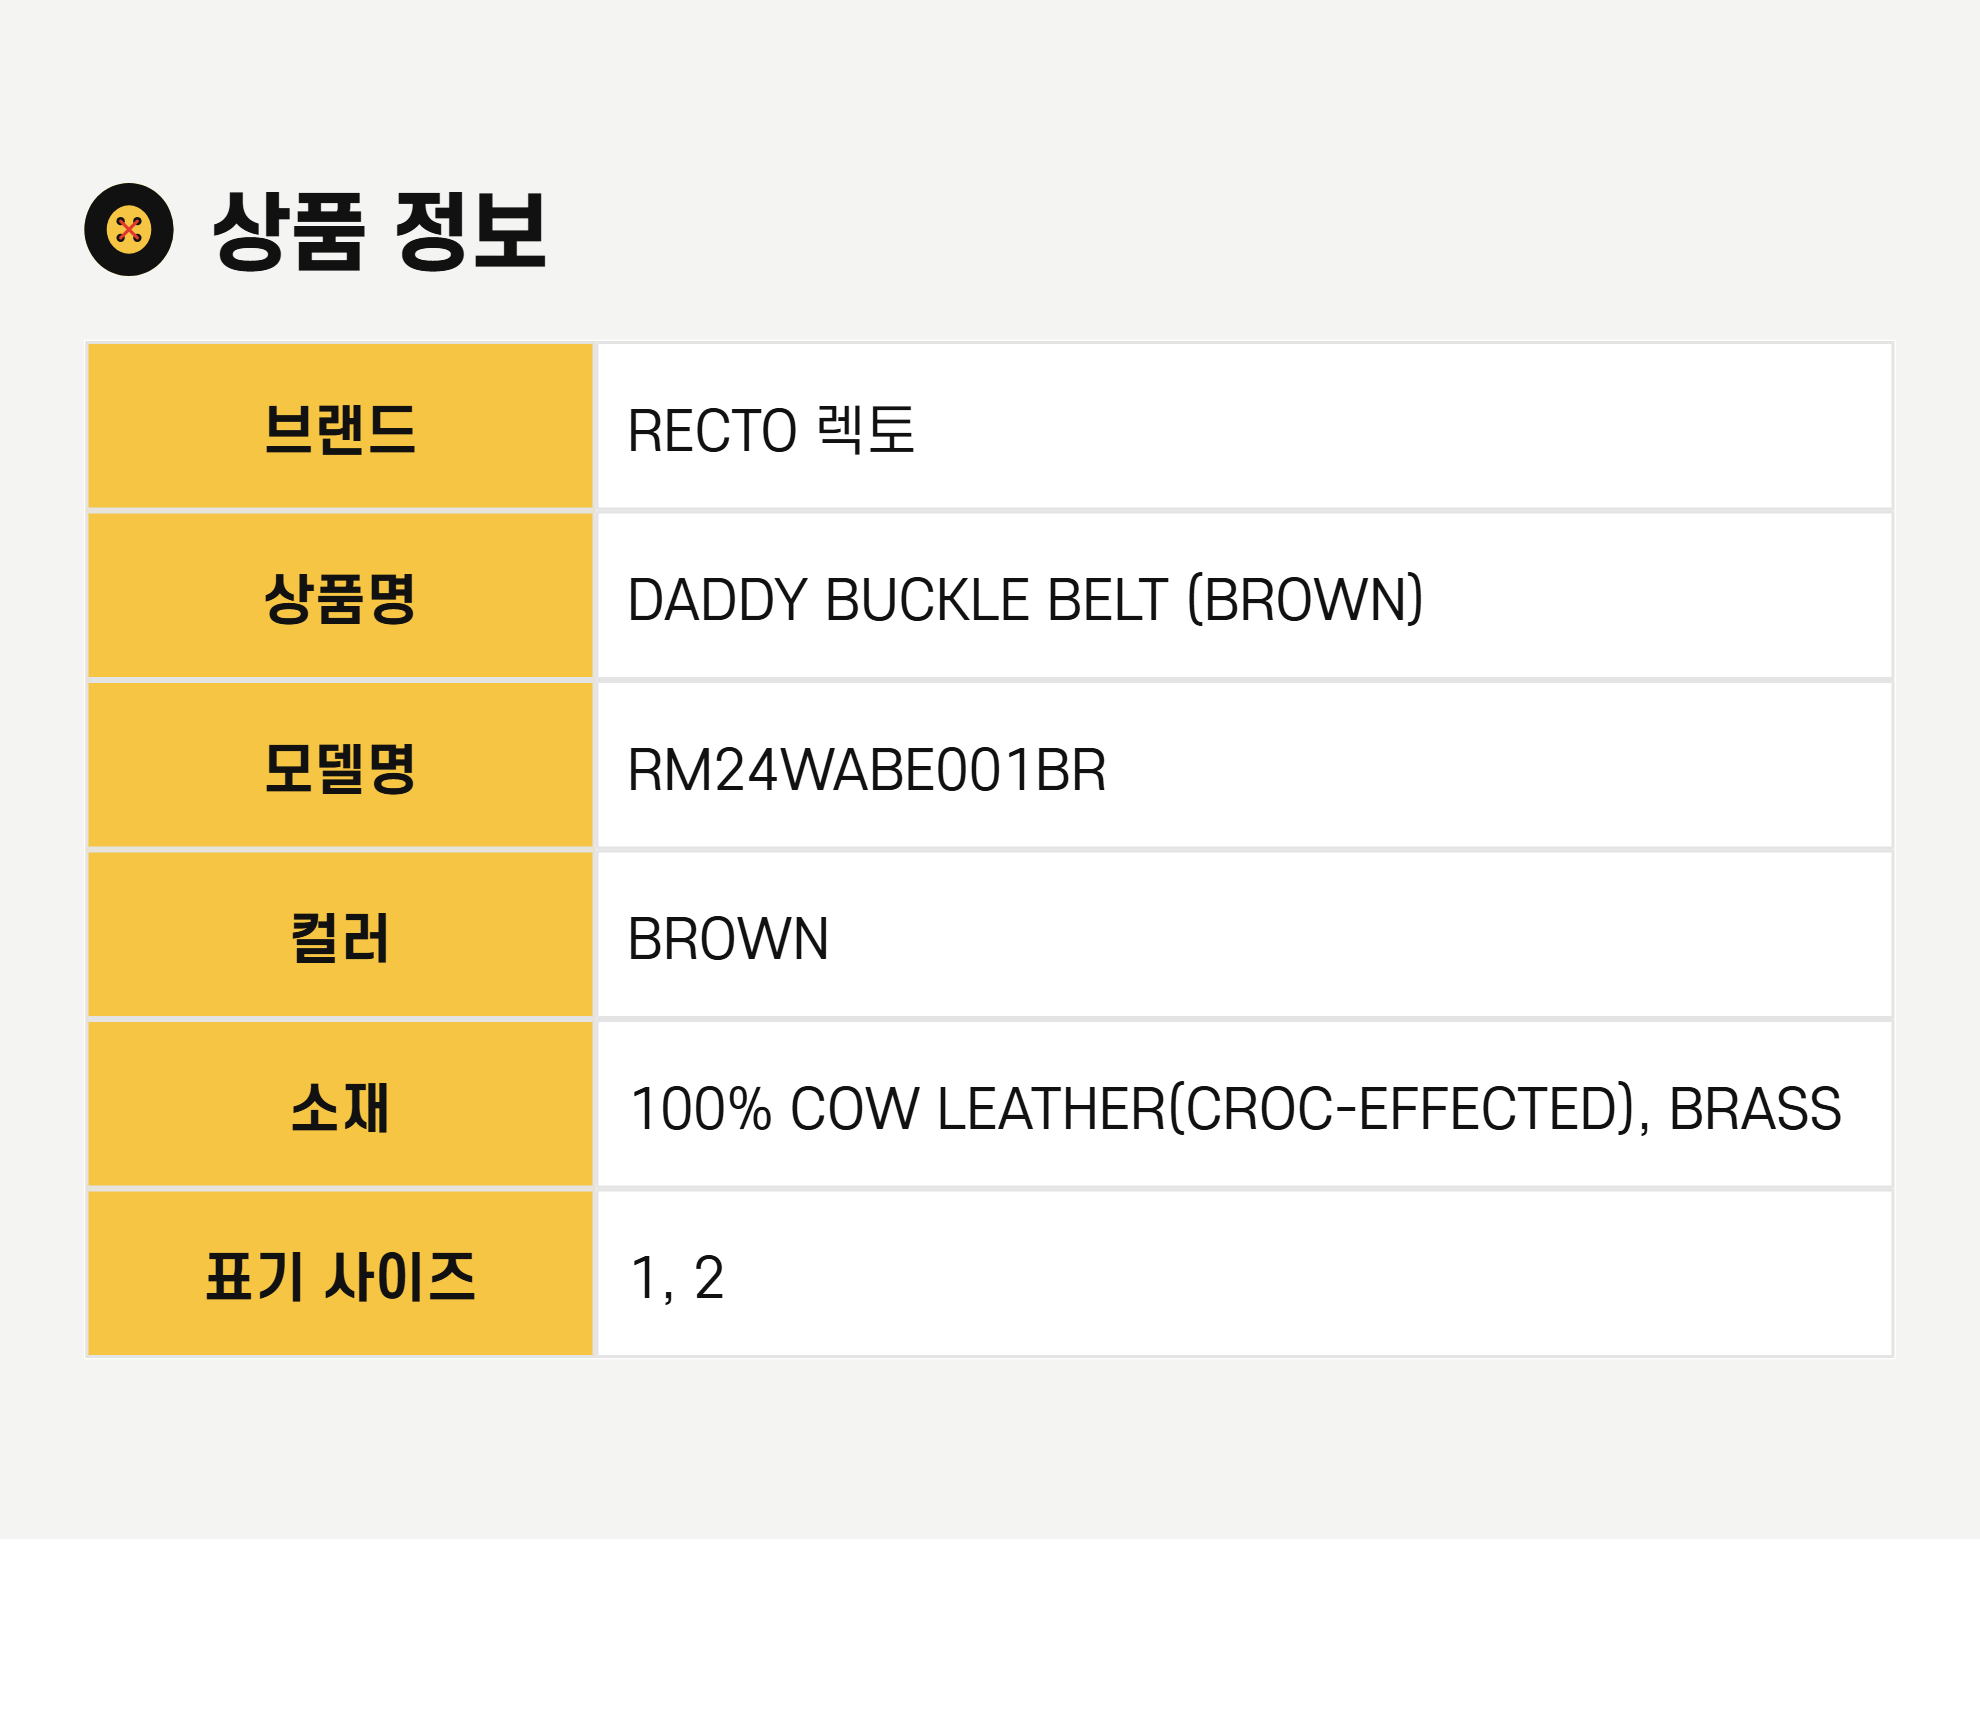 상품 정보
브랜드 RECTO 렉토
상품명 DADDY BUCKLE BELT (BROWN)
모델명 RM24WABE001BR
컬러 BROWN
소재 100% COW LEATHER(CROC-EFFECTED), BRASS
표기 사이즈 1, 2